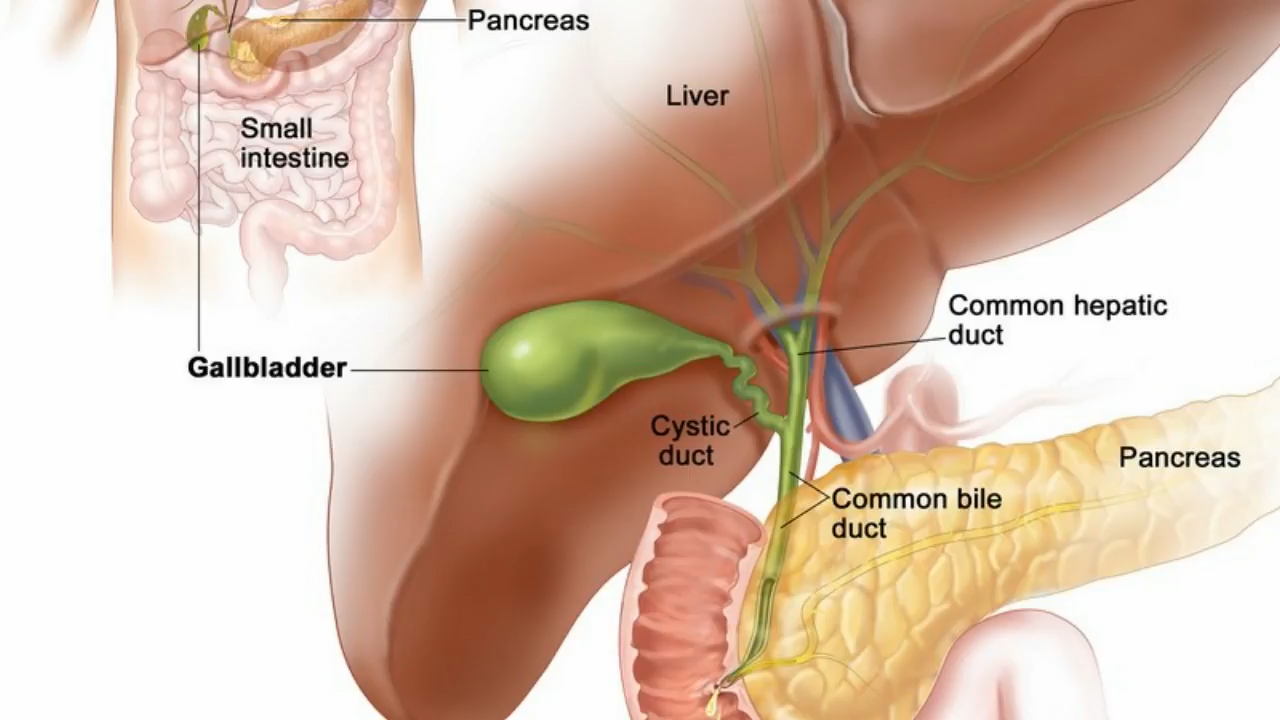 Pancreas
Liver
Small
intestine
Common hepatic
duct
Gallbladder
Cystic
duct
Pancreas
Common bile
duct